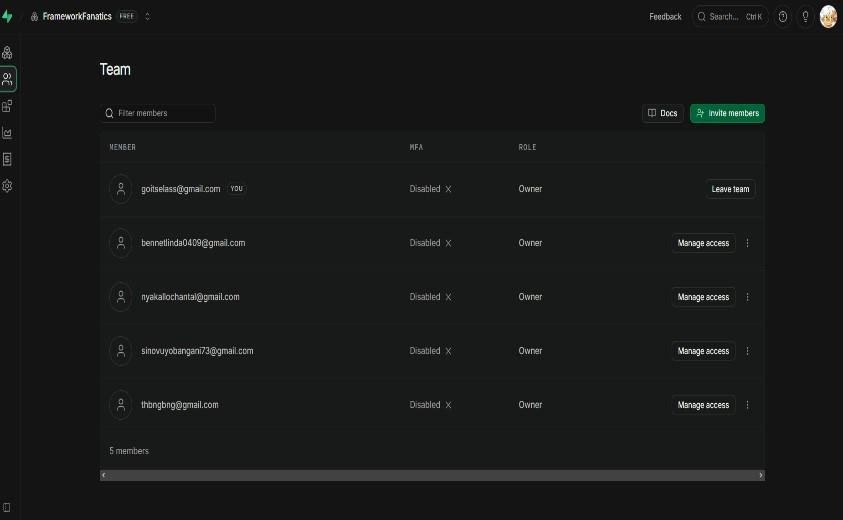 FrameworkFanatics FREE
Feedback Search... Ctrl K
Team
Filter members Docs Invite members
MEMBER MFA ROLE
goitselass@gmail.com YOU Disabled Owner Leave team
bennetlinda0409@gmail.com Disabled Owner Manage access
nyakallochantal@gmail.com Disabled Owner Manage access
sinovuyobangani73@gmail.com Disabled Owner Manage access
thbngbng@gmail.com Disabled Owner Manage access
5 members